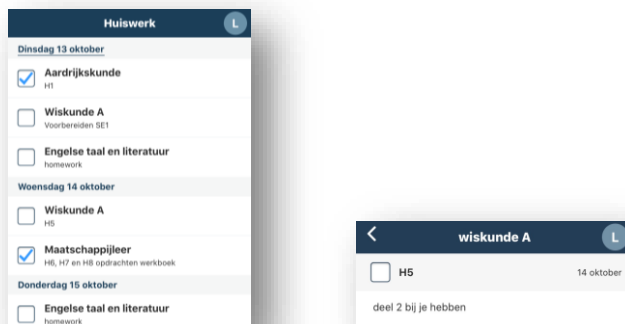 Huiswerk
L
Dinsdag 13 oktober
Aardrijkskunde
H1
Wiskunde A
Voorbereiden SE1
Engelse taal en literatuur
homework
Woensdag 14 oktober
Wiskunde A
H5
Maatschappijleer
H6, H7 en H8 opdrachten werkboek
Donderdag 15 oktober
Engelse taal en literatuur
homework
wiskunde A
L
H5 14 oktober
deel 2 bij je hebben